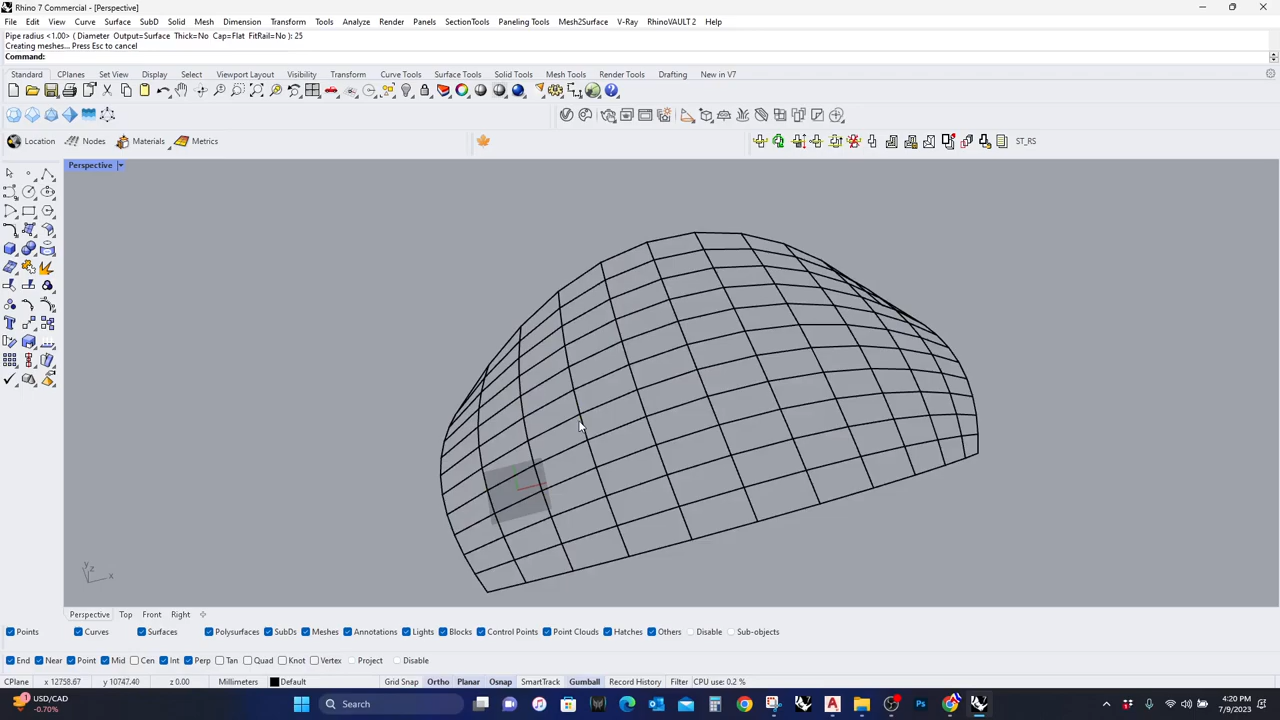 Rhino 7 Commercial - [Perspective]
File Edit View Curve Surface SubD Solid Mesh Dimension Transform Tools Analyze Render Panels SectionTools Paneling Tools Mesh2Surface V-Ray RhinoVAULT 2 Help
Pipe radius <1.00> ( Diameter Output=Surface Thick=No Cap=Flat FitRail=No ): 25
Creating meshes... Press Esc to cancel
Command:
Standard CPlanes Set View Display Select Viewport Layout Visibility Transform Curve Tools Surface Tools Solid Tools Mesh Tools Render Tools Drafting New in V7
Location Nodes Materials Metrics ST_RS
Perspective
y z x
Perspective Top Front Right
Points Curves Surfaces Polysurfaces SubDs Meshes Annotations Lights Blocks Control Points Point Clouds Hatches Others Disable Sub-objects
End Near Point Mid Cen Int Perp Tan Quad Knot Vertex Project Disable
CPlane x 12758.67 y 10747.40 z 0.00 Millimeters Default Grid Snap Ortho Planar Osnap SmartTrack Gumball Record History Filter CPU use: 0.2 %
1 USD/CAD
-0.70%
Search
Ps
4:20 PM
7/9/2023